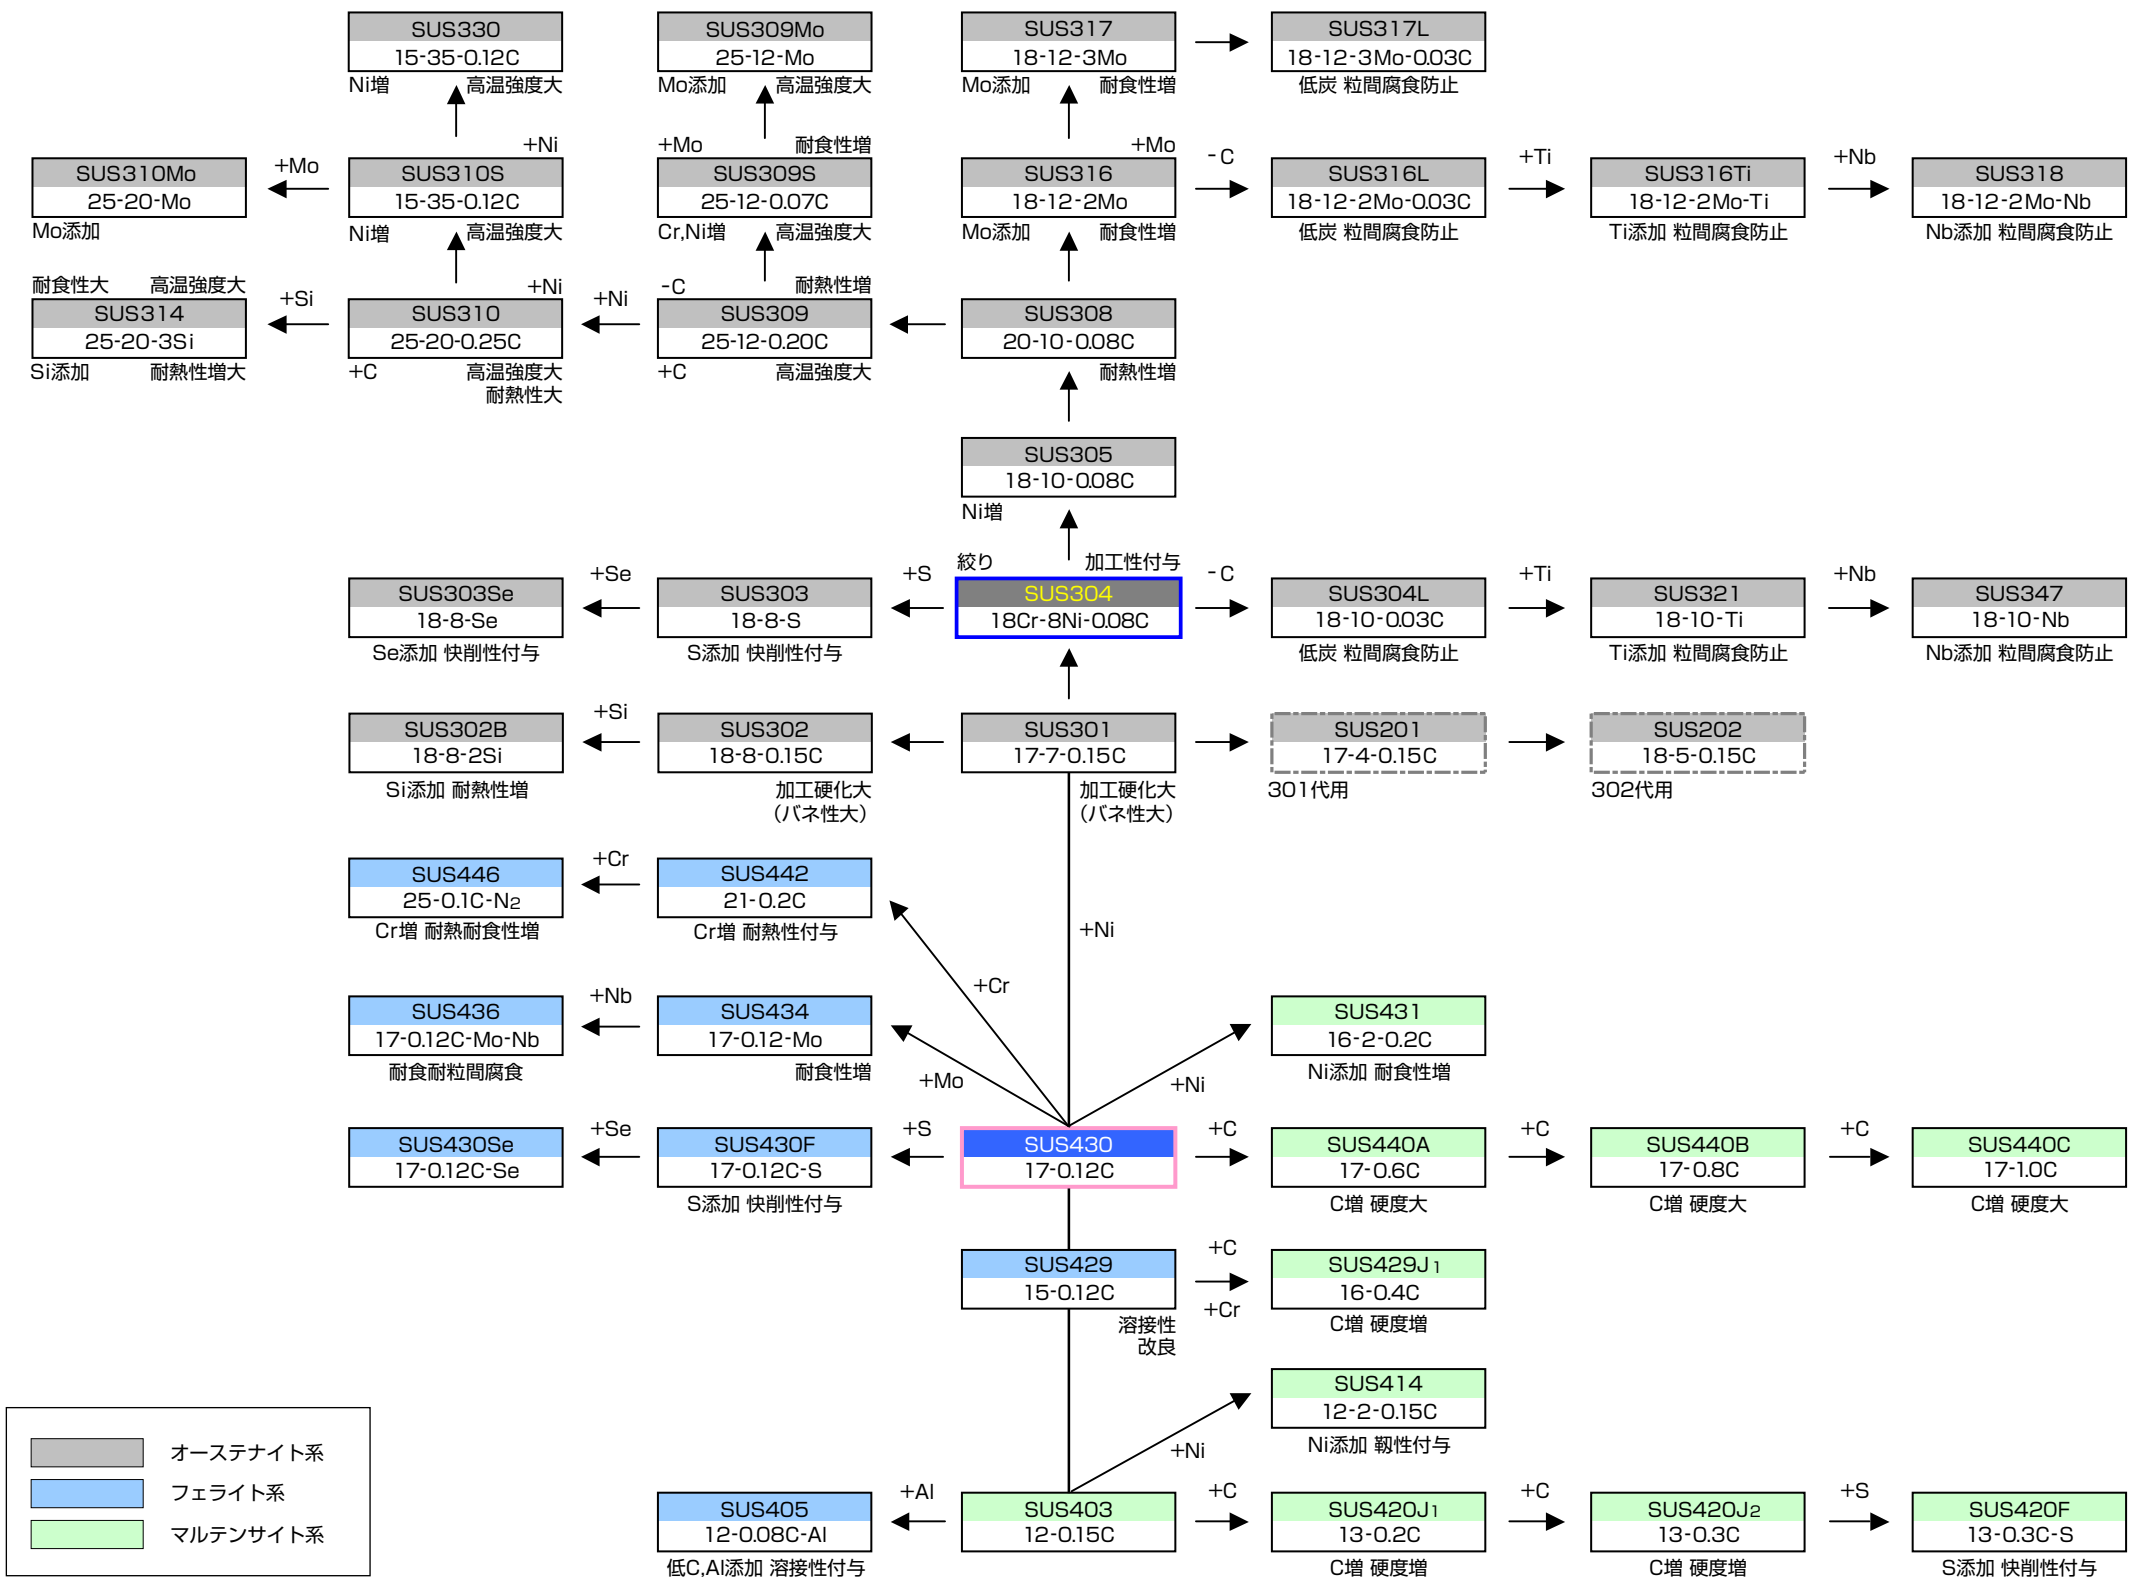 SUS330
15-35-0.12C
Ni増 高温強度大
SUS309Mo
25-12-Mo
Mo添加 高温強度大
SUS317
18-12-3Mo
Mo添加 耐食性増
SUS317L
18-12-3Mo-0.03C
低炭 粒間腐食防止
SUS310Mo
25-20-Mo
Mo添加
+Mo
+Ni
SUS310S
15-35-0.12C
Ni増 高温強度大
+Mo 耐食性増
SUS309S
25-12-0.07C
Cr,Ni増 高温強度大
+Mo
SUS316
18-12-2Mo
Mo添加 耐食性増
-C
SUS316L
18-12-2Mo-0.03C
低炭 粒間腐食防止
+Ti
SUS316Ti
18-12-2Mo-Ti
Ti添加 粒間腐食防止
+Nb
SUS318
18-12-2Mo-Nb
Nb添加 粒間腐食防止
耐食性大 高温強度大
SUS314
25-20-3Si
Si添加 耐熱性増大
+Si
+Ni
SUS310
25-20-0.25C
+C 高温強度大
耐熱性大
+Ni
-C 耐熱性増
SUS309
25-12-0.20C
+C 高温強度大
SUS308
20-10-0.08C
耐熱性増
SUS305
18-10-0.08C
Ni増
SUS303Se
18-8-Se
Se添加 快削性付与
+Se
SUS303
18-8-S
S添加 快削性付与
+S
絞り 加工性付与
SUS304
18Cr-8Ni-0.08C
-C
SUS304L
18-10-0.03C
低炭 粒間腐食防止
+Ti
SUS321
18-10-Ti
Ti添加 粒間腐食防止
+Nb
SUS347
18-10-Nb
Nb添加 粒間腐食防止
SUS302B
18-8-2Si
Si添加 耐熱性増
+Si
SUS302
18-8-0.15C
加工硬化大
(バネ性大)
SUS301
17-7-0.15C
加工硬化大
(バネ性大)
SUS201
17-4-0.15C
301代用
SUS202
18-5-0.15C
302代用
SUS446
25-0.1C-N2
Cr増 耐熱耐食性増
+Cr
SUS442
21-0.2C
Cr増 耐熱性付与
+Ni
+Cr
SUS436
17-0.12C-Mo-Nb
耐食耐粒間腐食
+Nb
SUS434
17-0.12-Mo
耐食性増
+Mo
+Ni
SUS431
16-2-0.2C
Ni添加 耐食性増
SUS430Se
17-0.12C-Se
+Se
SUS430F
17-0.12C-S
S添加 快削性付与
+S
SUS430
17-0.12C
+C
SUS440A
17-0.6C
C増 硬度大
+C
SUS440B
17-0.8C
C増 硬度大
+C
SUS440C
17-1.0C
C増 硬度大
SUS429
15-0.12C
溶接性
改良
+C
+Cr
SUS429J1
16-0.4C
C増 硬度増
SUS414
12-2-0.15C
Ni添加 靱性付与
+Ni
SUS405
12-0.08C-Al
低C,Al添加 溶接性付与
+Al
SUS403
12-0.15C
+C
SUS420J1
13-0.2C
C増 硬度増
+C
SUS420J2
13-0.3C
C増 硬度増
+S
SUS420F
13-0.3C-S
S添加 快削性付与
オーステナイト系
フェライト系
マルテンサイト系